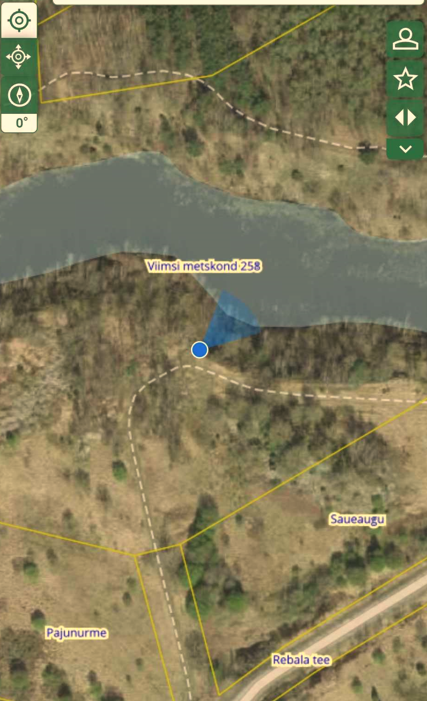 0°
Viimsi metskond 258
Saueaugu
Pajunurme
Rebala tee